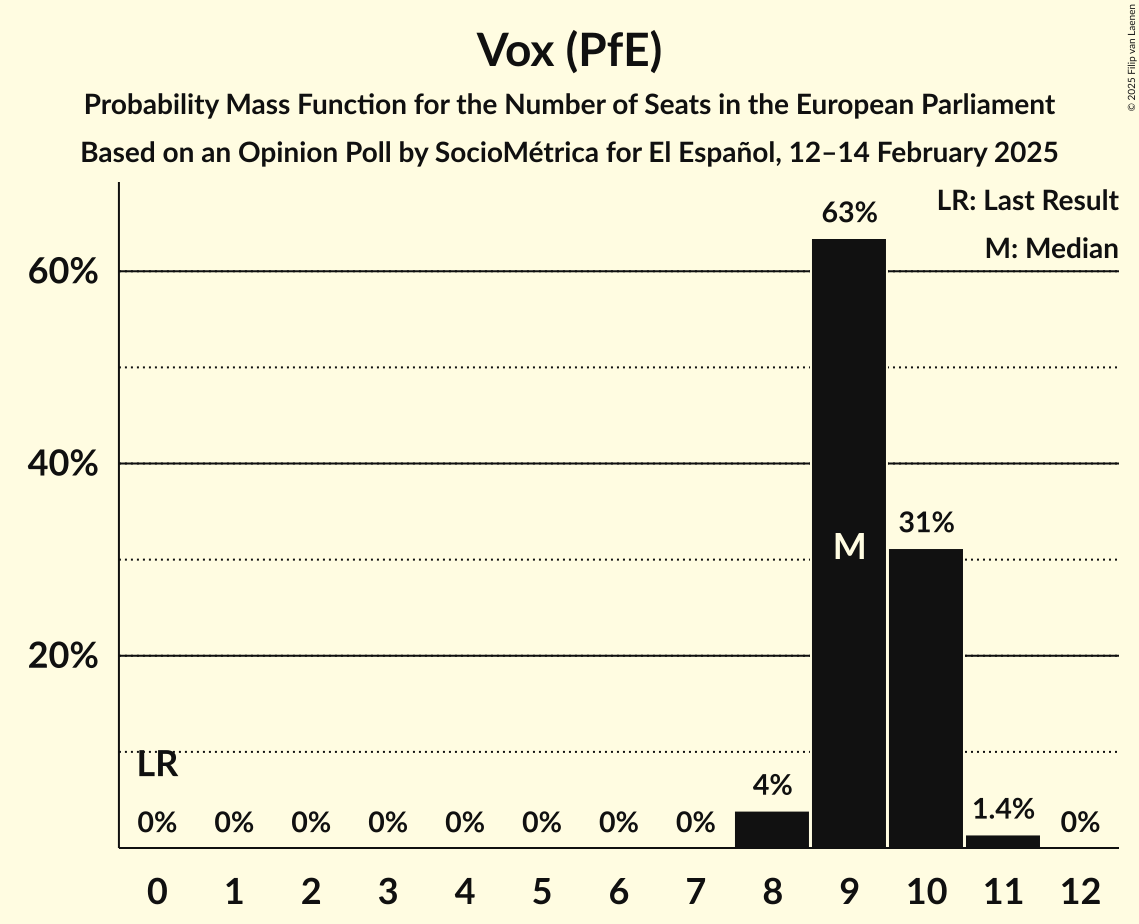 Vox (PfE)
Probability Mass Function for the Number of Seats in the European Parliament
Based on an Opinion Poll by SocioMétrica for El Español, 12–14 February 2025
© 2025 Filip van Laenen
LR: Last Result
M: Median
63%
60%
40%
31%
M
20%
LR
4%
1.4%
0% 0% 0% 0% 0% 0% 0% 0% 0%
0 1 2 3 4 5 6 7 8 9 10 11 12